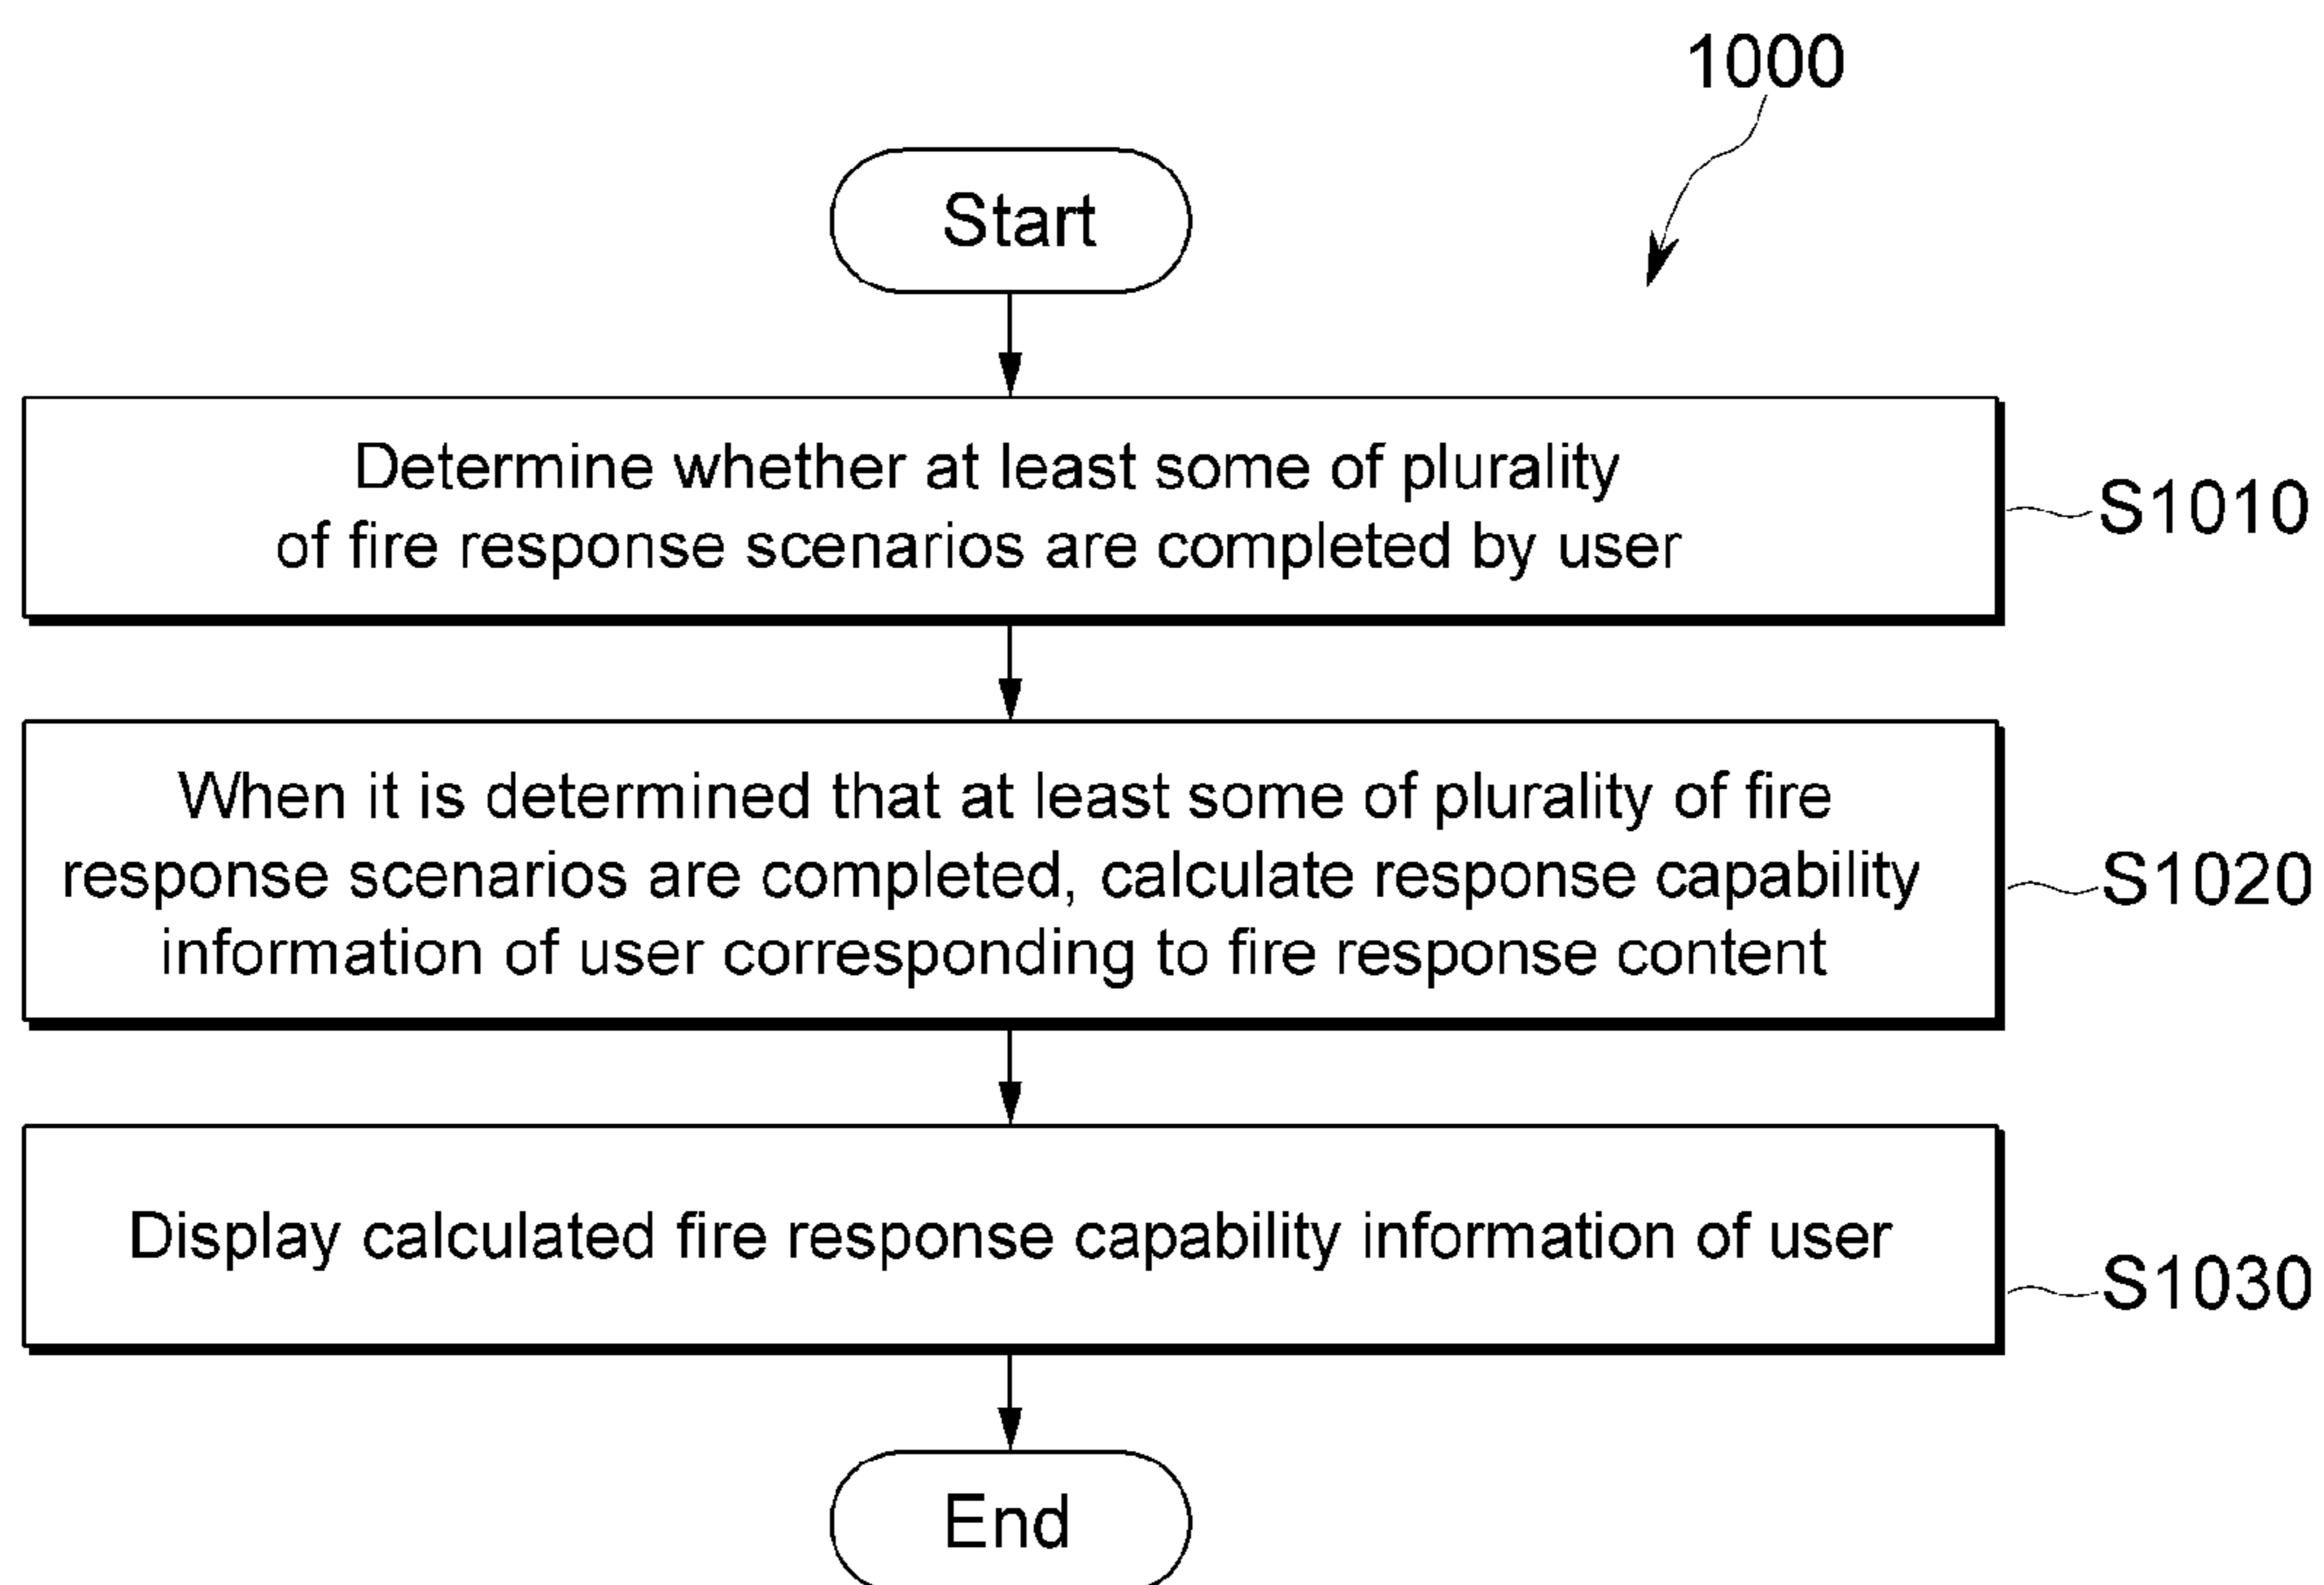 1000
Start
Determine whether at least some of plurality
of fire response scenarios are completed by user
S1010
When it is determined that at least some of plurality of fire
response scenarios are completed, calculate response capability
information of user corresponding to fire response content
S1020
Display calculated fire response capability information of user
S1030
End